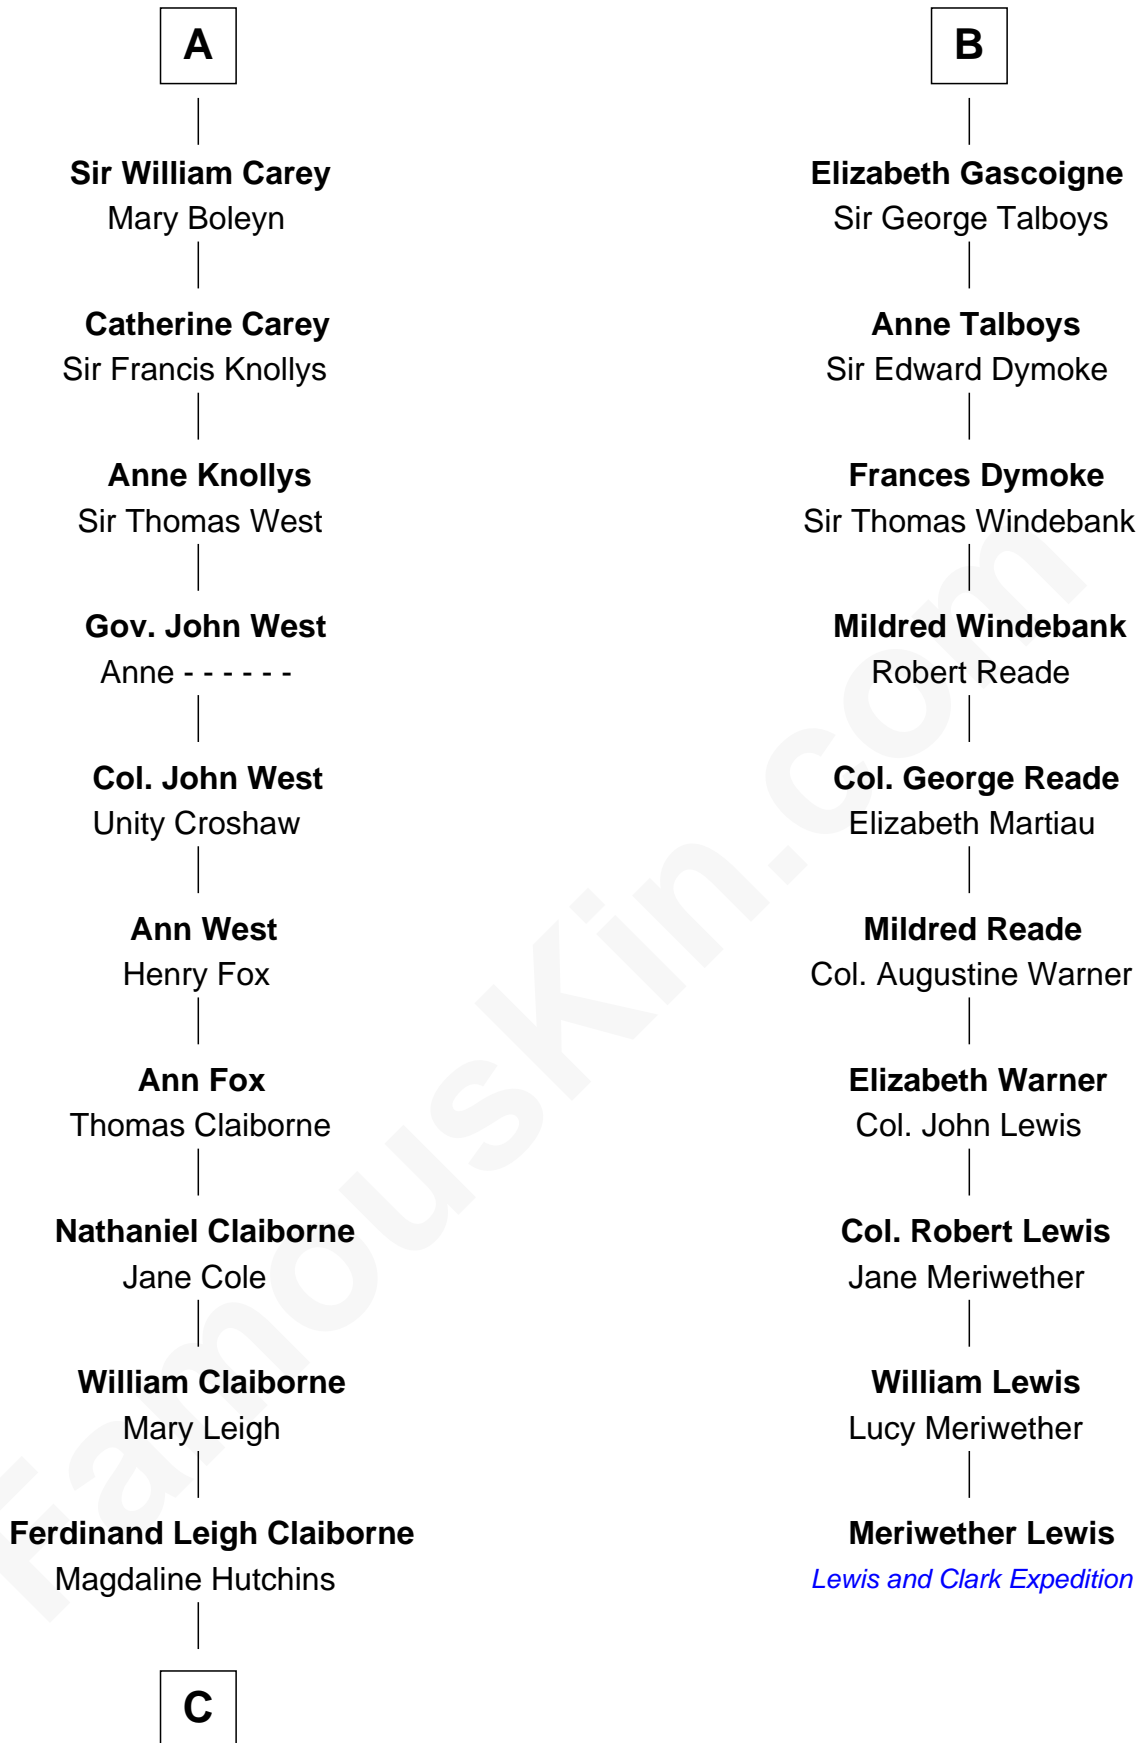 A
Sir William Carey
Mary Boleyn
Catherine Carey
Sir Francis Knollys
Anne Knollys
Sir Thomas West
Gov. John West
Anne - - - - - -
Col. John West
Unity Croshaw
Ann West
Henry Fox
Ann Fox
Thomas Claiborne
Nathaniel Claiborne
Jane Cole
William Claiborne
Mary Leigh
Ferdinand Leigh Claiborne
Magdaline Hutchins
C
B
Elizabeth Gascoigne
Sir George Talboys
Anne Talboys
Sir Edward Dymoke
Frances Dymoke
Sir Thomas Windebank
Mildred Windebank
Robert Reade
Col. George Reade
Elizabeth Martiau
Mildred Reade
Col. Augustine Warner
Elizabeth Warner
Col. John Lewis
Col. Robert Lewis
Jane Meriwether
William Lewis
Lucy Meriwether
Meriwether Lewis
Lewis and Clark Expedition
FamousKin.com